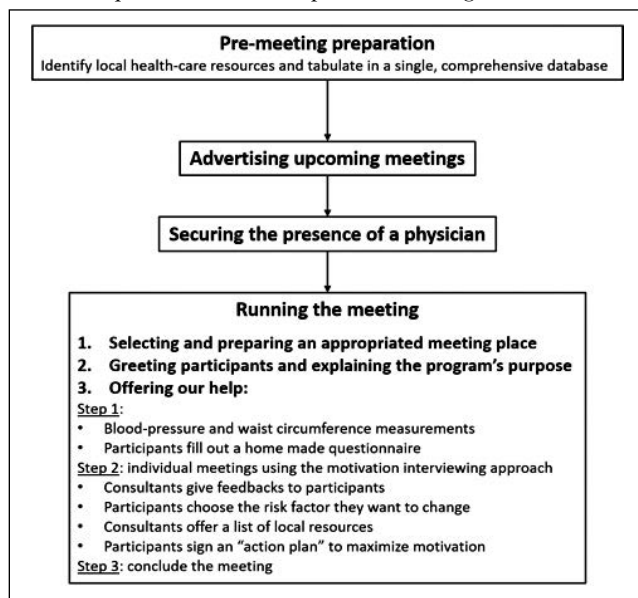 Pre-meeting preparation
Identify local health-care resources and tabulate in a single, comprehensive database
Advertising upcoming meetings
Securing the presence of a physician
Running the meeting
1. Selecting and preparing an appropriated meeting place
2. Greeting participants and explaining the program's purpose
3. Offering our help:
Step 1:
• Blood-pressure and waist circumference measurements
• Participants fill out a home made questionnaire
Step 2: individual meetings using the motivation interviewing approach
• Consultants give feedbacks to participants
• Participants choose the risk factor they want to change
• Consultants offer a list of local resources
• Participants sign an “action plan” to maximize motivation
Step 3: conclude the meeting